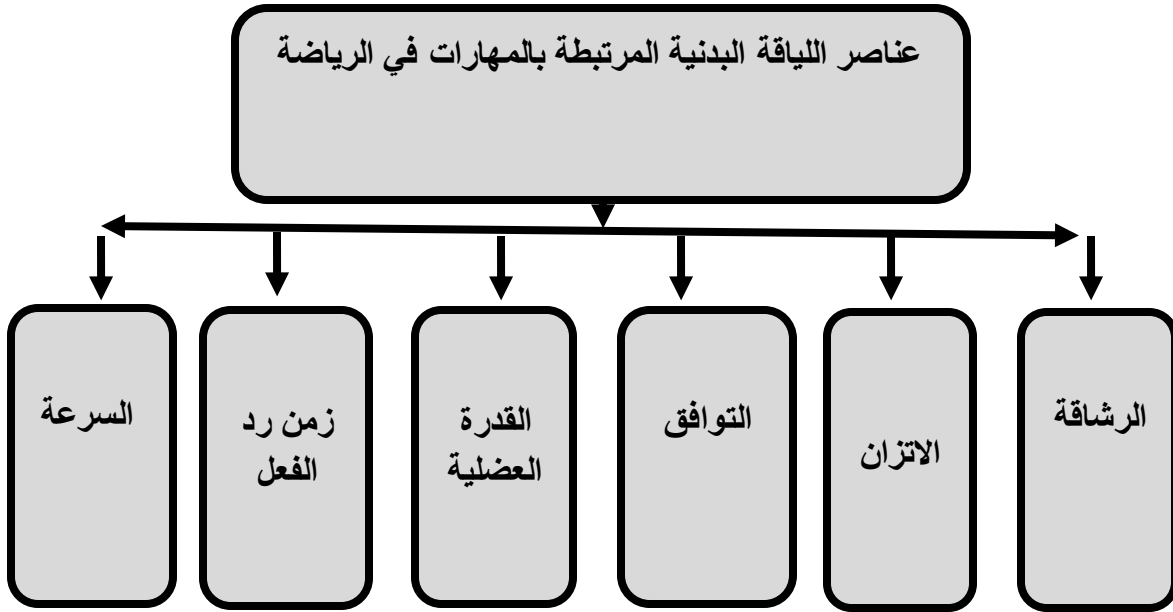 عناصر اللياقة البدنية المرتبطة بالمهارات في الرياضة
الرشاقة
الاتزان
التوافق
القدرة
العضلية
زمن رد
الفعل
السرعة